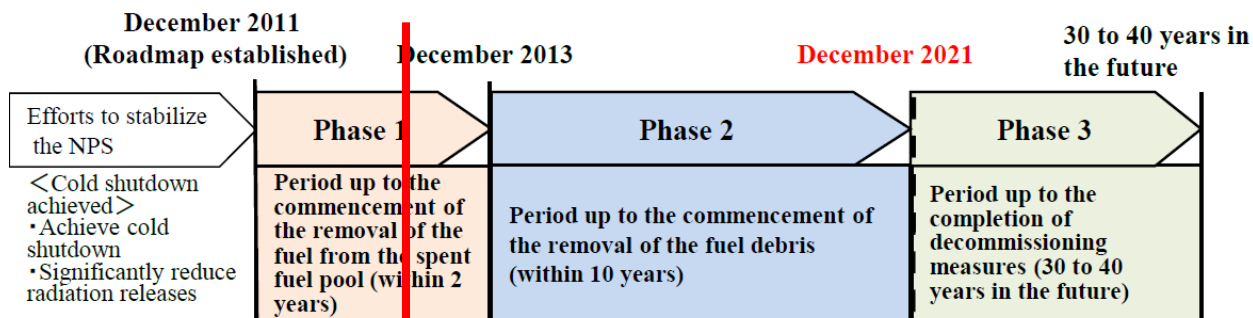 December 2011
(Roadmap established)
December 2013
December 2021
30 to 40 years in
the future
Efforts to stabilize
the NPS
Phase 1
Phase 2
Phase 3
<Cold shutdown
achieved>
・Achieve cold
shutdown
・Significantly reduce
radiation releases
Period up to the
commencement of
the removal of the
fuel from the spent
fuel pool (within 2
years)
Period up to the commencement of
the removal of the fuel debris
(within 10 years)
Period up to the
completion of
decommissioning
measures (30 to 40
years in the future)